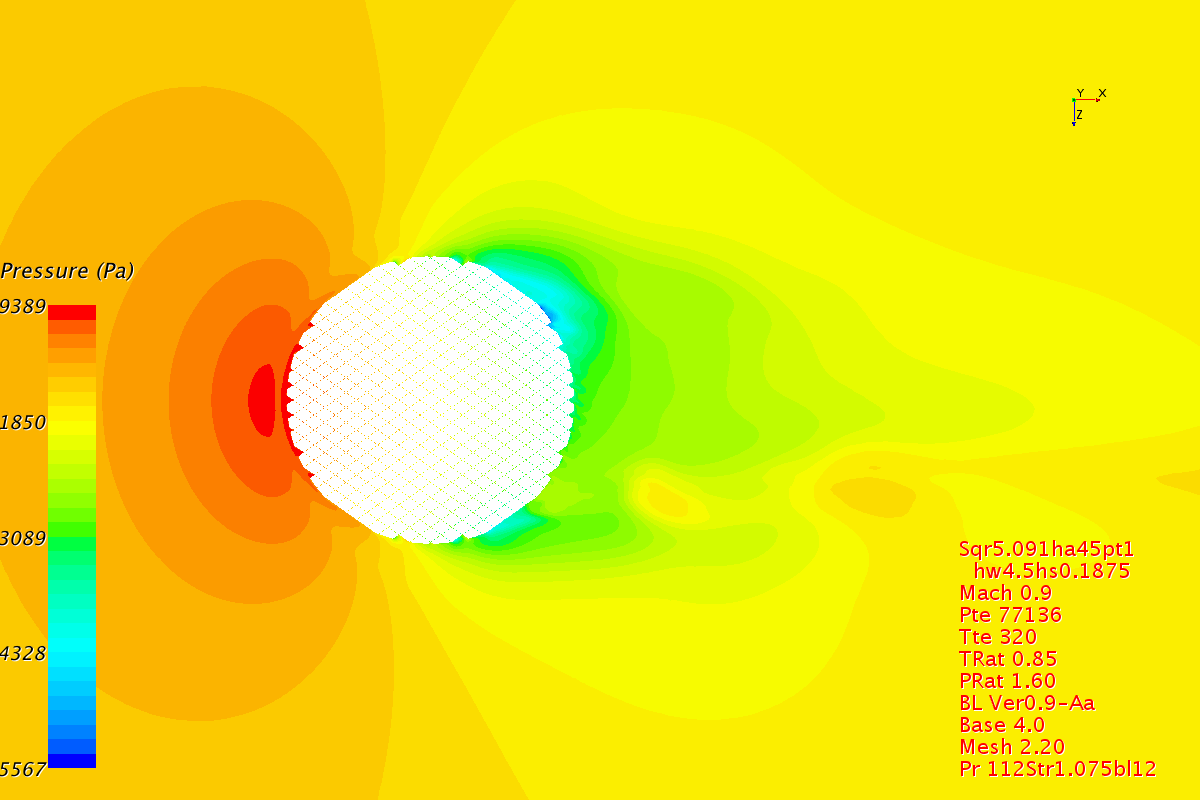 Y X
Z
Pressure (Pa)
9389
1850
3089
4328
5567
Sqr5.091ha45pt1
hw4.5hs0.1875
Mach 0.9
Pte 77136
Tte 320
TRat 0.85
PRat 1.60
BL Ver0.9-Aa
Base 4.0
Mesh 2.20
Pr 112Str1.075bl12